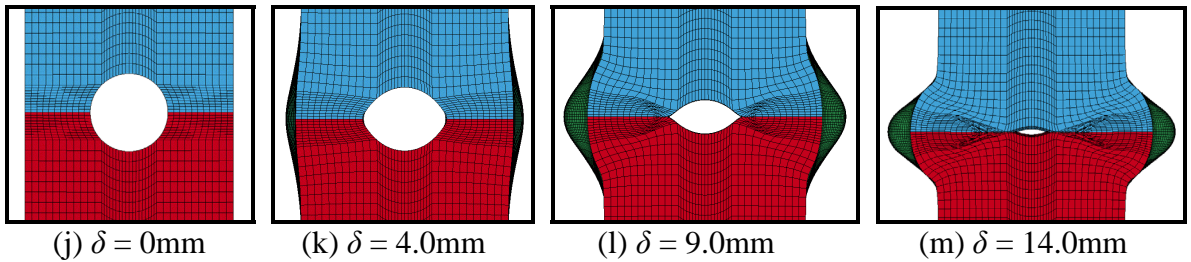 (j) δ = 0mm (k) δ = 4.0mm (l) δ = 9.0mm (m) δ = 14.0mm